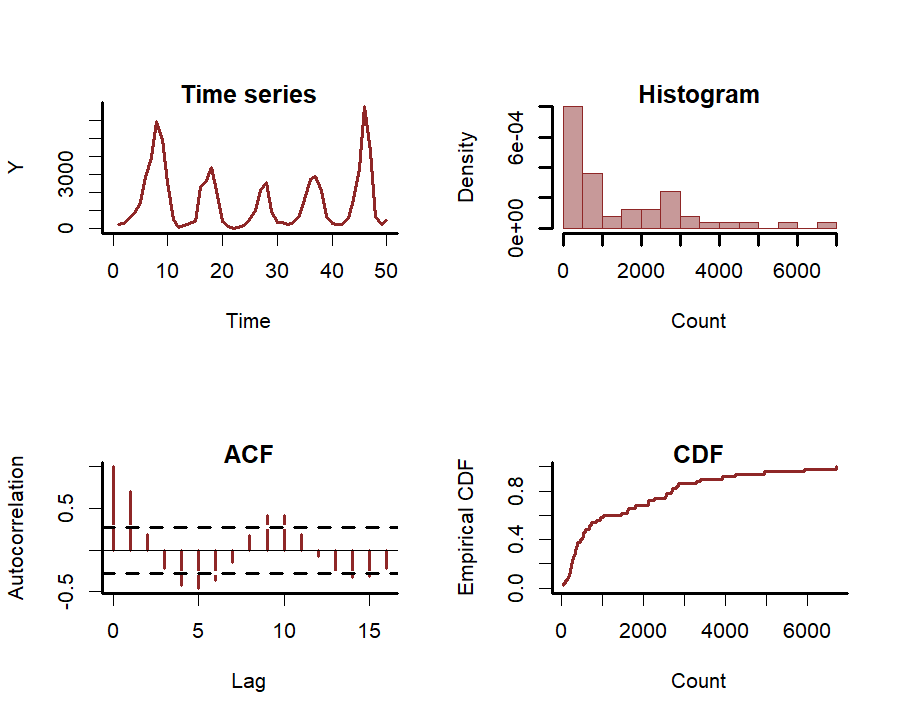 Time series
Y
0
3000
0
10
20
30
40
50
Time
Histogram
Density
0e+00
6e-04
0
2000
4000
6000
Count
ACF
Autocorrelation
-0.5
0.5
0
5
10
15
Lag
CDF
Empirical CDF
0.0
0.4
0.8
0
2000
4000
6000
Count